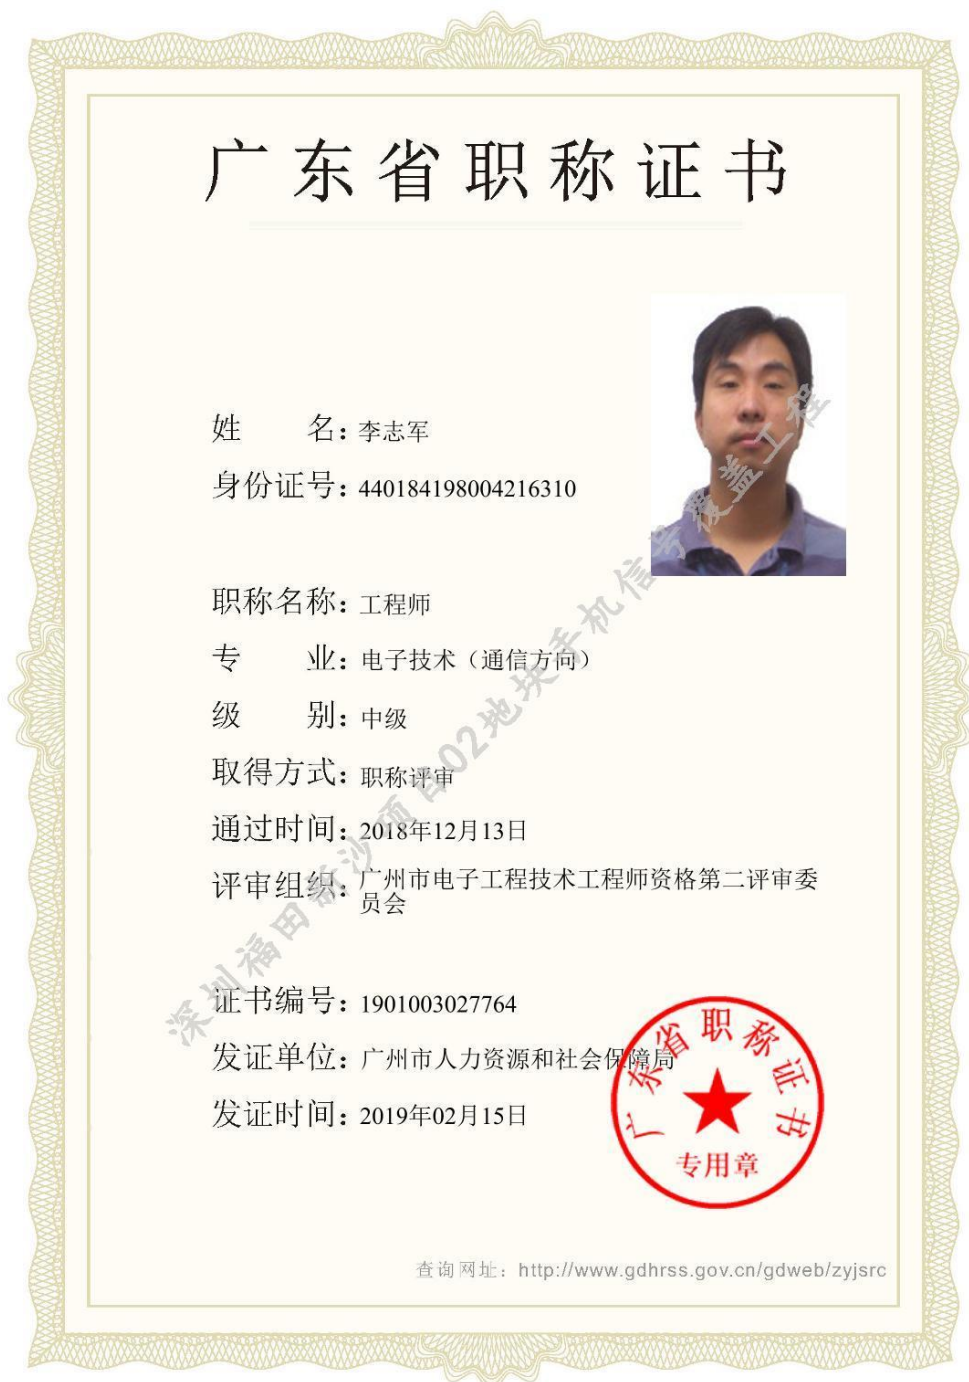 广东省职称证书
姓 名：李志军
身份证号：440184198004216310
职称名称：工程师
专 业：电子技术（通信方向）
级 别：中级
取得方式：职称评审
通过时间：2018年12月13日
评审组织：广州市电子工程技术工程师资格第二评审委
员会
证书编号：1901003027764
发证单位：广州市人力资源和社会保障局
发证时间：2019年02月15日
广东省职称证书
专用章
查询网址：http://www.gdhrss.gov.cn/gdweb/zyjsrc
深圳福田新沙项目02地块手机信号覆盖工程